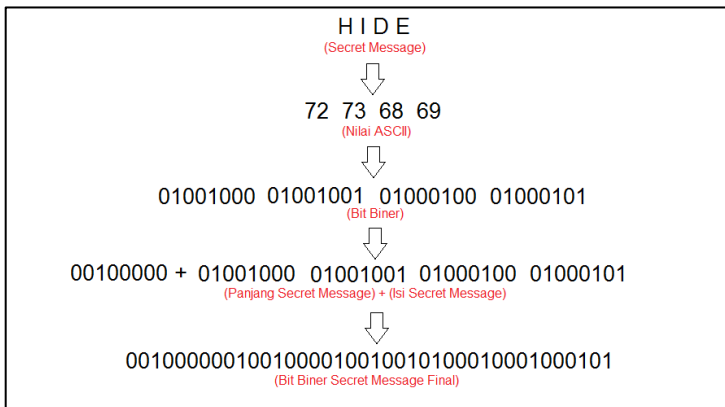 H I D E
(Secret Message)
72 73 68 69
(Nilai ASCII)
01001000 01001001 01000100 01000101
(Bit Biner)
00100000 + 01001000 01001001 01000100 01000101
(Panjang Secret Message) + (Isi Secret Message)
0010000001001000010010010100010001000101
(Bit Biner Secret Message Final)